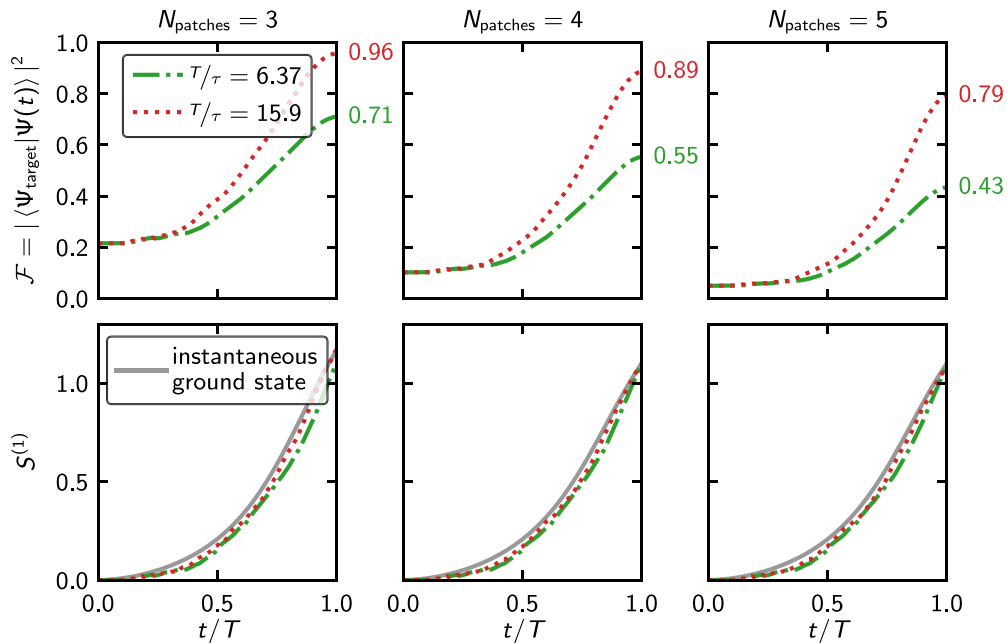 N_patches = 3
N_patches = 4
N_patches = 5
ℱ = | ⟨Ψ_target|Ψ(t)⟩ |²
1.0
0.8
0.6
0.4
0.2
0.0
T/τ = 6.37
T/τ = 15.9
0.96
0.71
0.89
0.55
0.79
0.43
S⁽¹⁾
1.0
0.5
0.0
instantaneous
ground state
0.0 0.5 1.0
0.0 0.5 1.0
0.0 0.5 1.0
t/T
t/T
t/T